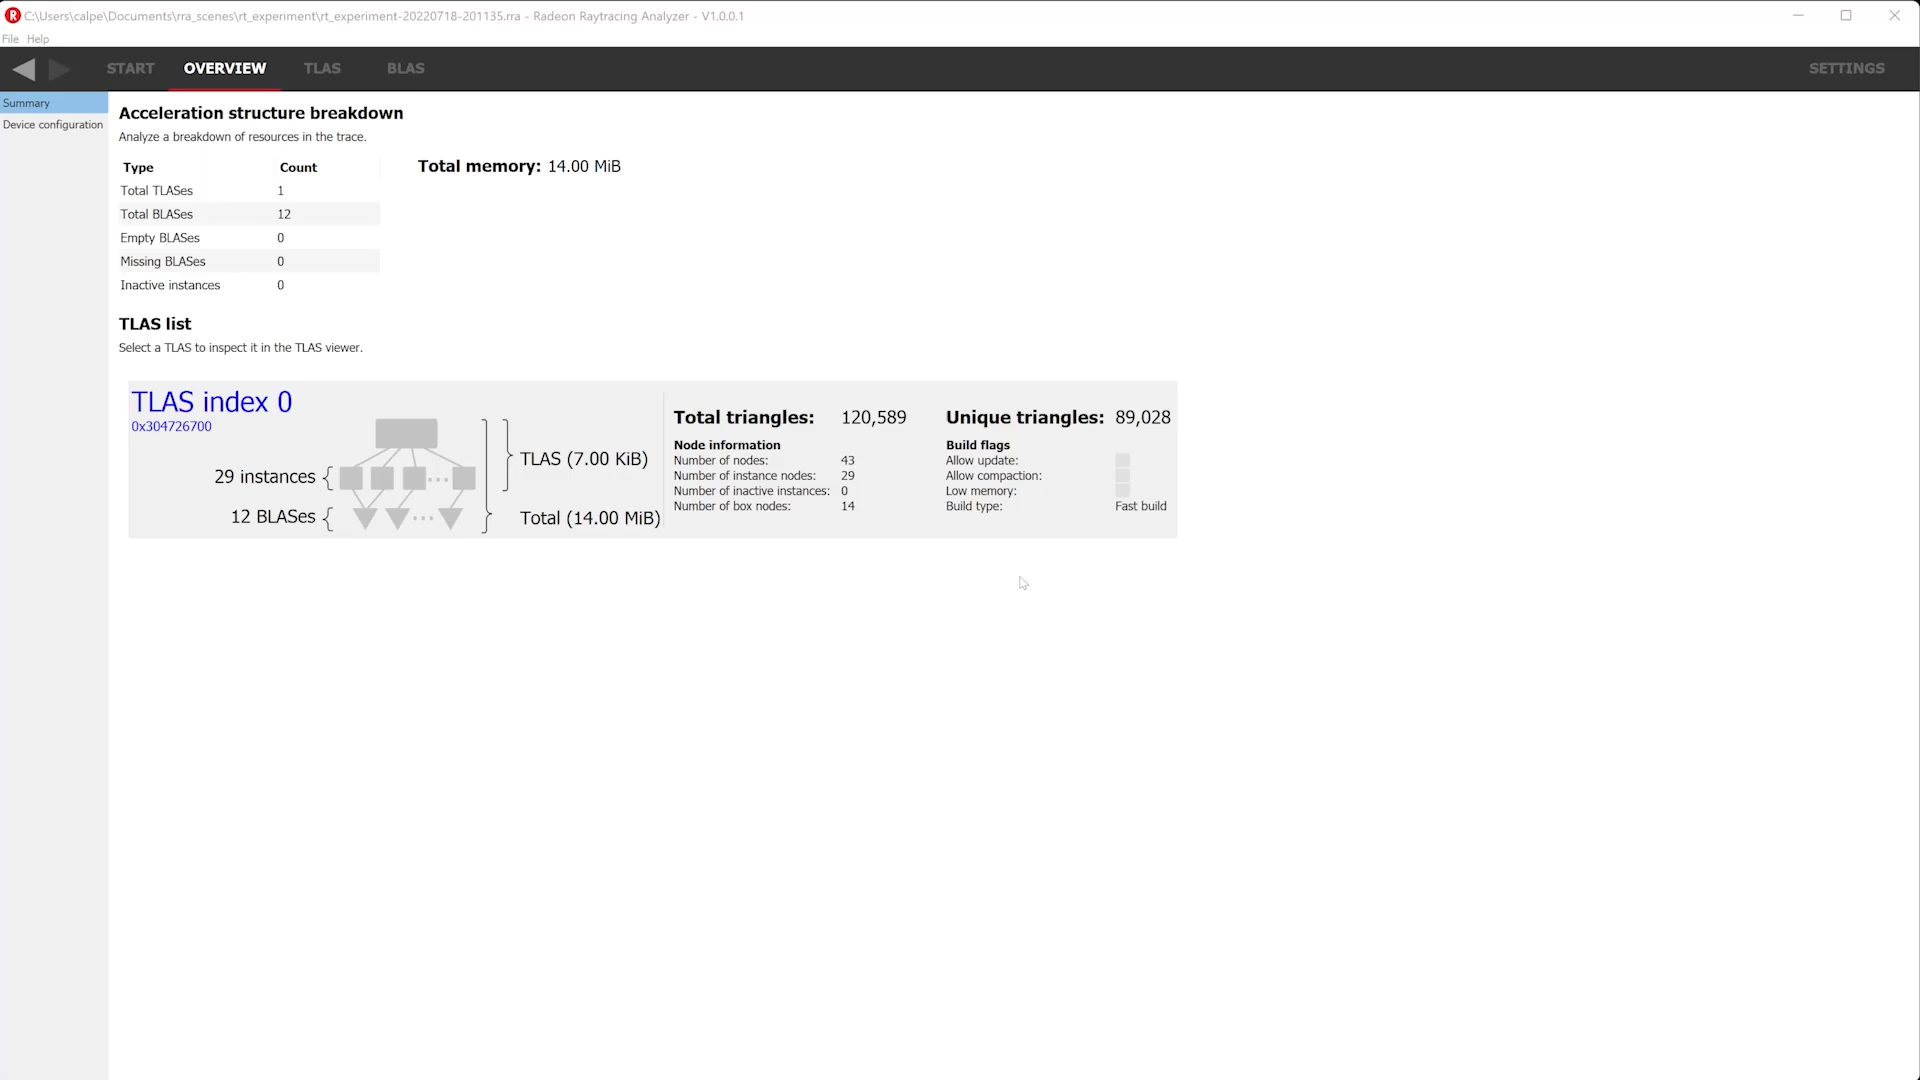 C:\Users\calpe\Documents\rra_scenes\rt_experiment\rt_experiment-20220718-201135.rra - Radeon Raytracing Analyzer - V1.0.0.1
File Help
START OVERVIEW TLAS BLAS SETTINGS
Summary
Device configuration
Acceleration structure breakdown
Analyze a breakdown of resources in the trace.
Type Count
Total TLASes 1
Total BLASes 12
Empty BLASes 0
Missing BLASes 0
Inactive instances 0
Total memory: 14.00 MiB
TLAS list
Select a TLAS to inspect it in the TLAS viewer.
TLAS index 0
0x304726700
29 instances
12 BLASes
TLAS (7.00 KiB)
Total (14.00 MiB)
Total triangles: 120,589
Node information
Number of nodes: 43
Number of instance nodes: 29
Number of inactive instances: 0
Number of box nodes: 14
Unique triangles: 89,028
Build flags
Allow update:
Allow compaction:
Low memory:
Build type: Fast build